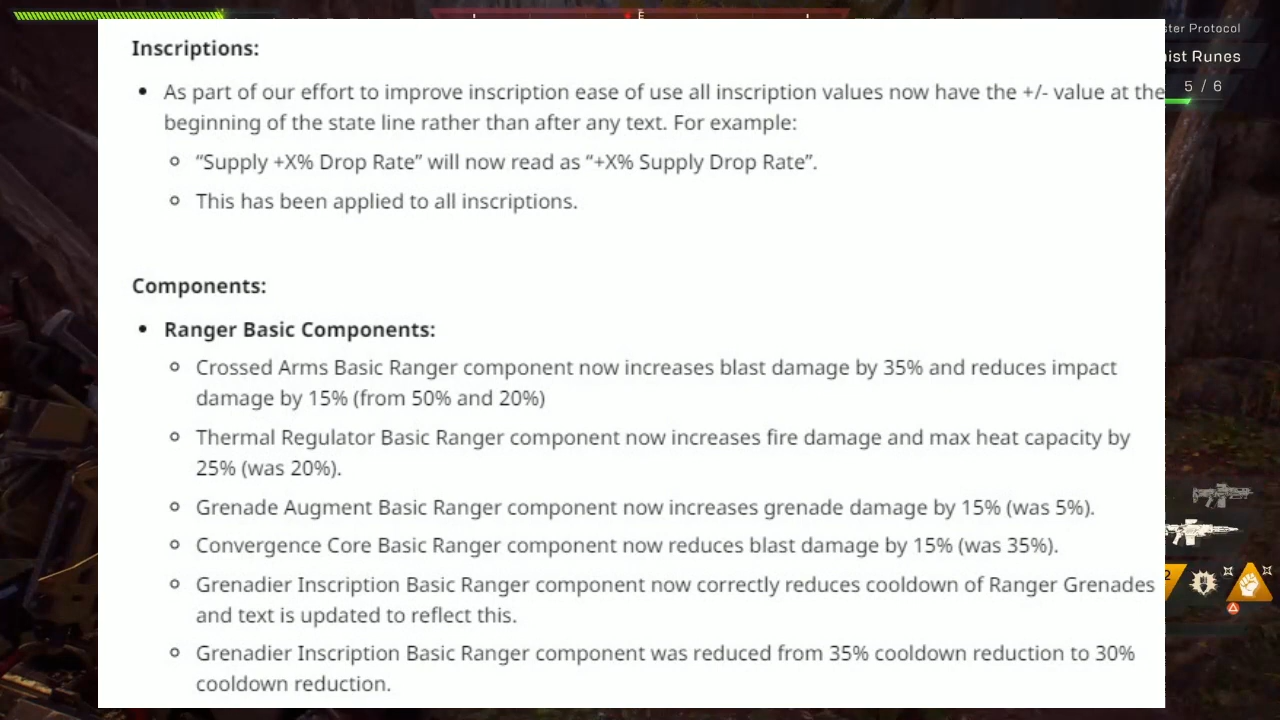 E
ster Protocol
nist Runes
5 / 6
Inscriptions:
• As part of our effort to improve inscription ease of use all inscription values now have the +/- value at the
beginning of the state line rather than after any text. For example:
◦ “Supply +X% Drop Rate” will now read as “+X% Supply Drop Rate”.
◦ This has been applied to all inscriptions.
Components:
• Ranger Basic Components:
◦ Crossed Arms Basic Ranger component now increases blast damage by 35% and reduces impact
damage by 15% (from 50% and 20%)
◦ Thermal Regulator Basic Ranger component now increases fire damage and max heat capacity by
25% (was 20%).
◦ Grenade Augment Basic Ranger component now increases grenade damage by 15% (was 5%).
◦ Convergence Core Basic Ranger component now reduces blast damage by 15% (was 35%).
◦ Grenadier Inscription Basic Ranger component now correctly reduces cooldown of Ranger Grenades
and text is updated to reflect this.
◦ Grenadier Inscription Basic Ranger component was reduced from 35% cooldown reduction to 30%
cooldown reduction.
2